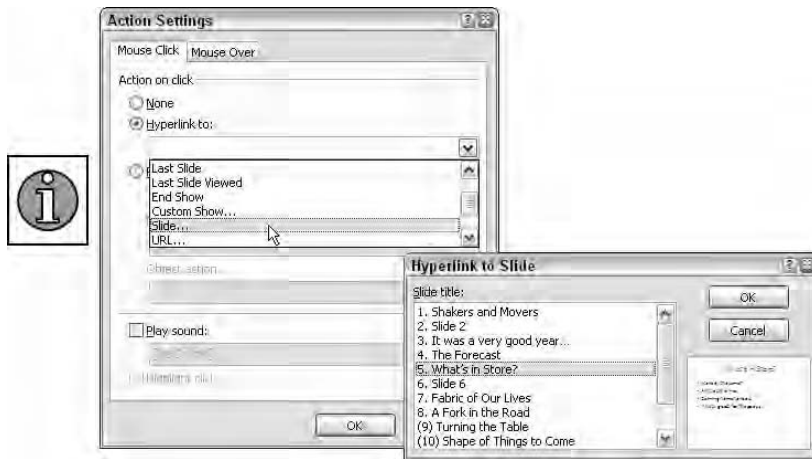 Action Settings
Mouse Click Mouse Over
Action on click
None
Hyperlink to:
Last Slide
Last Slide Viewed
End Show
Custom Show...
Slide...
URL...
Object action
Play sound:
OK
Hyperlink to Slide
Slide title:
1. Shakers and Movers
2. Slide 2
3. It was a very good year...
4. The Forecast
5. What's in Store?
6. Slide 6
7. Fabric of Our Lives
8. A Fork in the Road
(9) Turning the Table
(10) Shape of Things to Come
OK
Cancel